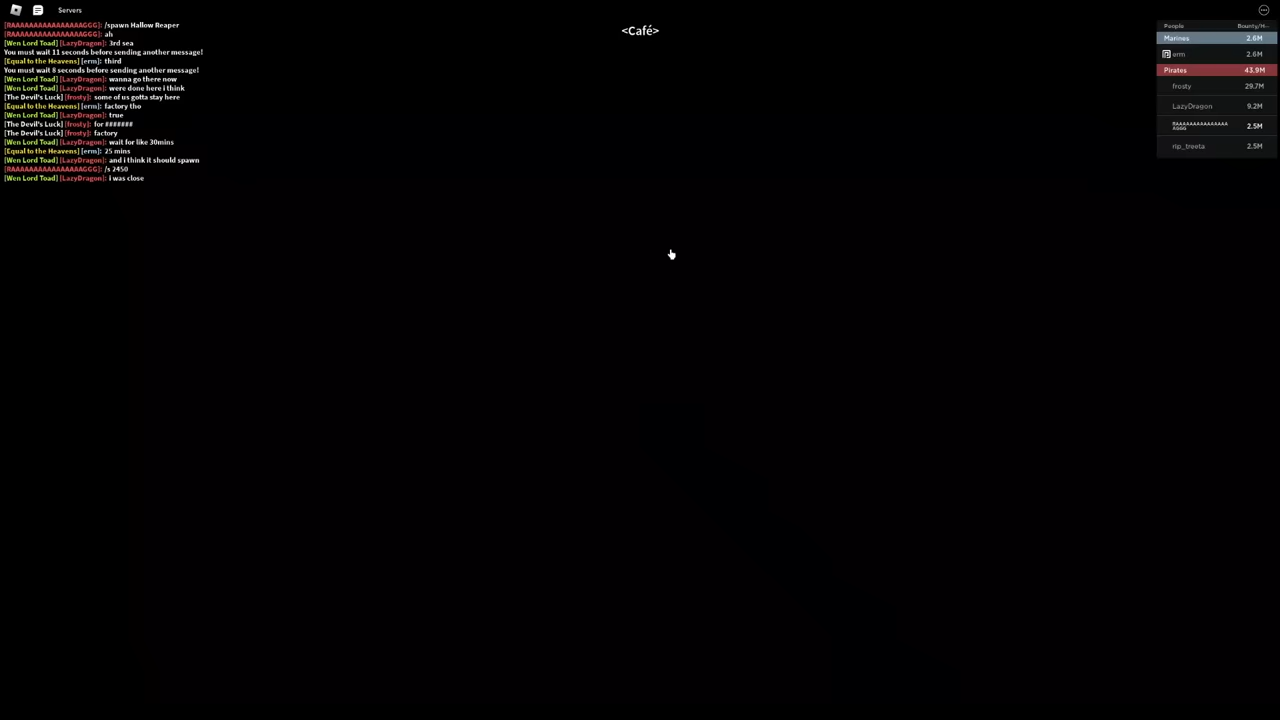 Servers
[RAAAAAAAAAAAAAAAAGGG]: /spawn Hallow Reaper
[RAAAAAAAAAAAAAAAAGGG]: ah
[Wen Lord Toad] [LazyDragon]: 3rd sea
You must wait 11 seconds before sending another message!
[Equal to the Heavens] [erm]: third
You must wait 8 seconds before sending another message!
[Wen Lord Toad] [LazyDragon]: wanna go there now
[Wen Lord Toad] [LazyDragon]: were done here i think
[The Devil's Luck] [frosty]: some of us gotta stay here
[Equal to the Heavens] [erm]: factory tho
[Wen Lord Toad] [LazyDragon]: true
[The Devil's Luck] [frosty]: for #######
[The Devil's Luck] [frosty]: factory
[Wen Lord Toad] [LazyDragon]: wait for like 30mins
[Equal to the Heavens] [erm]: 25 mins
[Wen Lord Toad] [LazyDragon]: and i think it should spawn
[RAAAAAAAAAAAAAAAAGGG]: /s 2450
[Wen Lord Toad] [LazyDragon]: i was close
<Café>
People Bounty/H...
Marines 2.6M
erm 2.6M
Pirates 43.9M
frosty 29.7M
LazyDragon 9.2M
2.5M
rip_treeta 2.5M